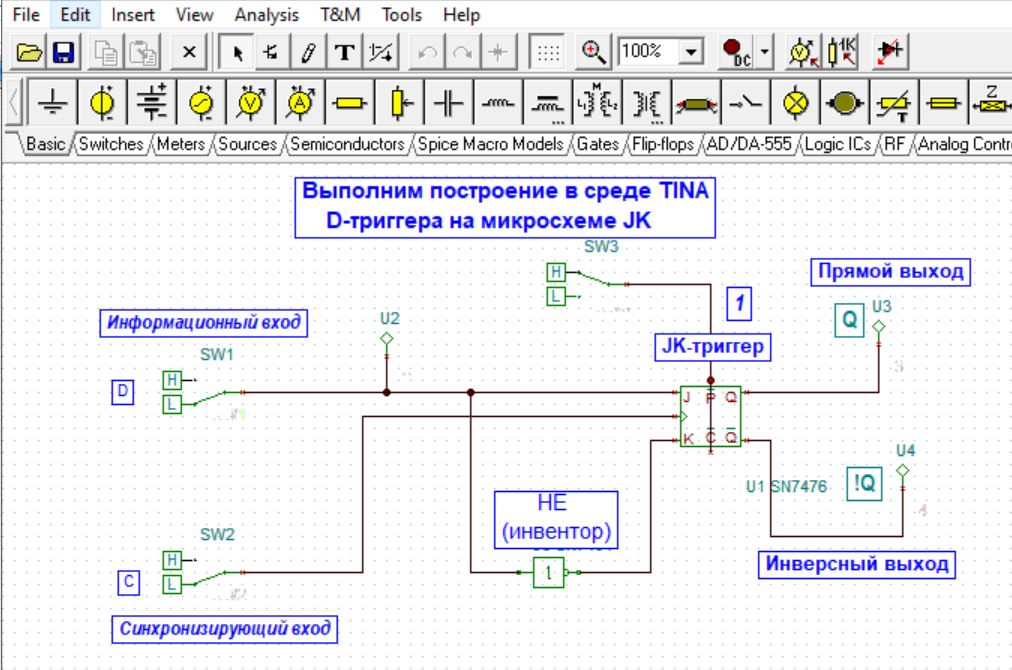 File Edit Insert View Analysis T&M Tools Help
100%
DC
1K
Basic Switches Meters Sources Semiconductors Spice Macro Models Gates Flip-flops AD/DA-555 Logic ICs RF Analog Contr
Выполним построение в среде TINA
D-триггера на микросхеме JK
SW3
H
L
1
Прямой выход
Q
U3
Информационный вход
U2
JK-триггер
SW1
D
H
L
J P Q
K C Q
U4
U1 SN7476
!Q
НЕ
(инвентор)
SW2
Инверсный выход
H
C
L
1
Синхронизирующий вход